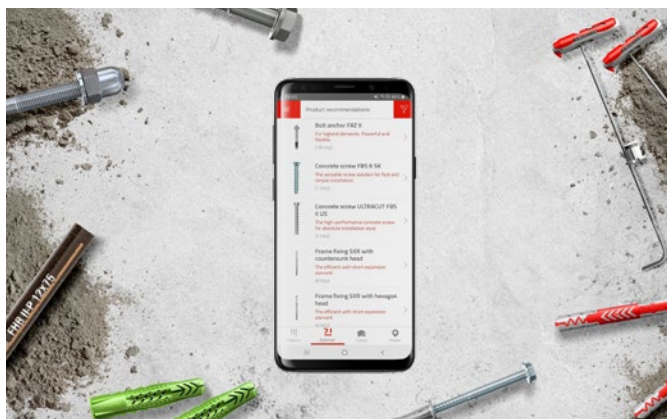 Product recommendations
Bolt anchor FAZ II
For highest demands. Powerful and
flexible.
Concrete screw FBS 6 SK
The versatile screw solution for fast and
simple installation
Concrete screw ULTRACUT FBS
II US
The high-performance concrete screw
for absolute installation ease
Frame fixing SXR with
countersunk head
The efficient with short expansion
element
Frame fixing SXR with hexagon
head
The efficient with short expansion
element
FHR II-P 12X75